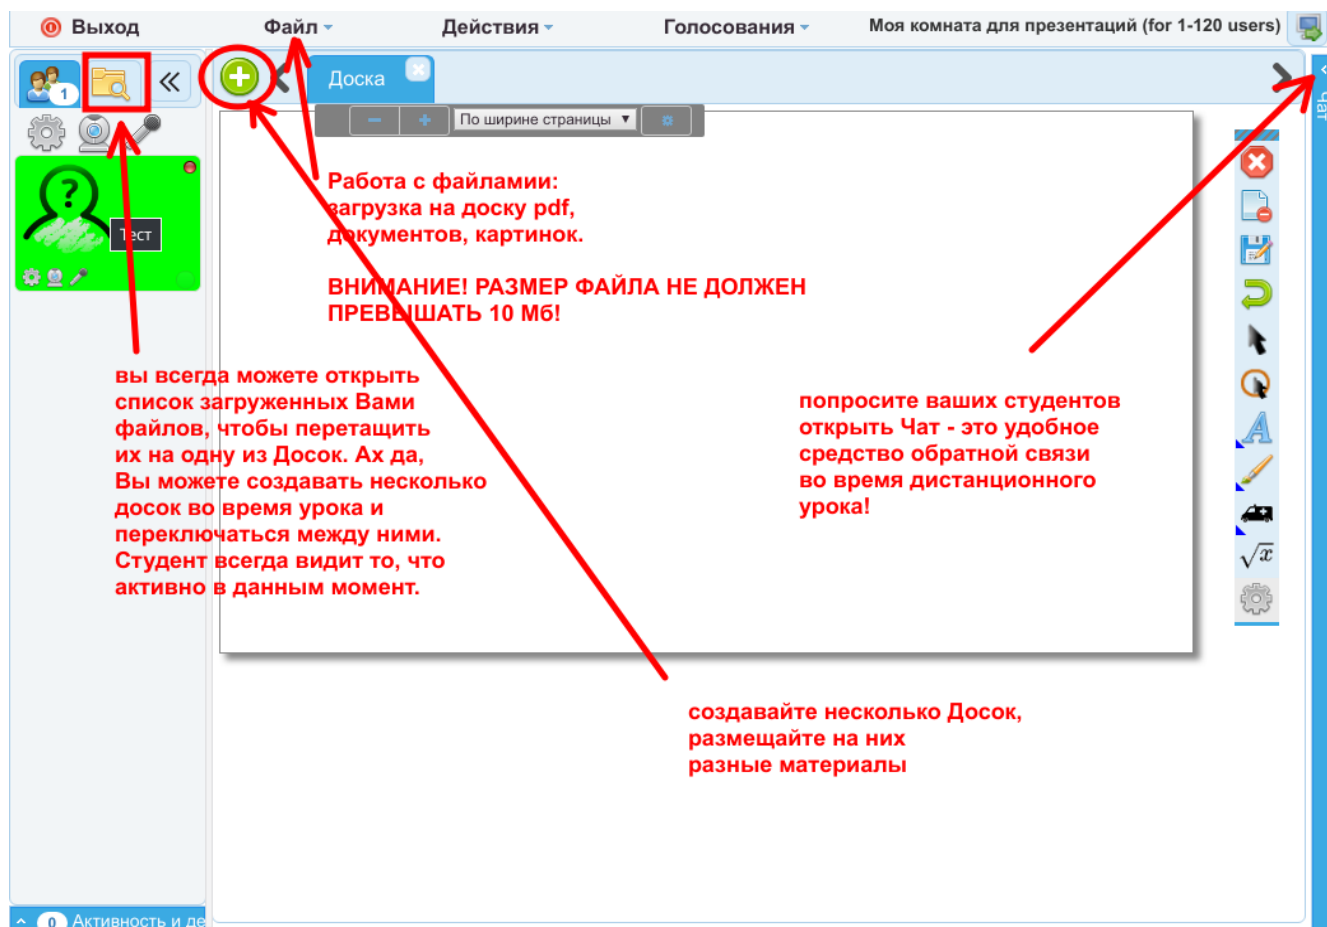 Выход
Файл
Действия
Голосования
Моя комната для презентаций (for 1-120 users)
1
Доска
Чат
По ширине страницы
Тест
Работа с файламии:
загрузка на доску pdf,
документов, картинок.
ВНИМАНИЕ! РАЗМЕР ФАЙЛА НЕ ДОЛЖЕН
ПРЕВЫШАТЬ 10 Мб!
вы всегда можете открыть
список загруженных Вами
файлов, чтобы перетащить
их на одну из Досок. Ах да,
Вы можете создавать несколько
досок во время урока и
переключаться между ними.
Студент всегда видит то, что
активно в данным момент.
попросите ваших студентов
открыть Чат - это удобное
средство обратной связи
во время дистанционного
урока!
A
√x
создавайте несколько Досок,
размещайте на них
разные материалы
0 Активность и де